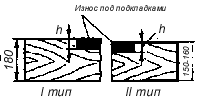 Износ под подкладками
h
h
180
150-160
I тип
II тип